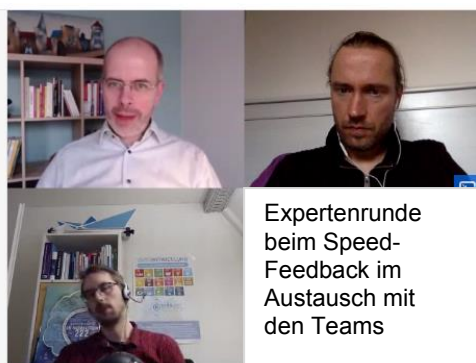 Expertenrunde
beim Speed-
Feedback im
Austausch mit
den Teams